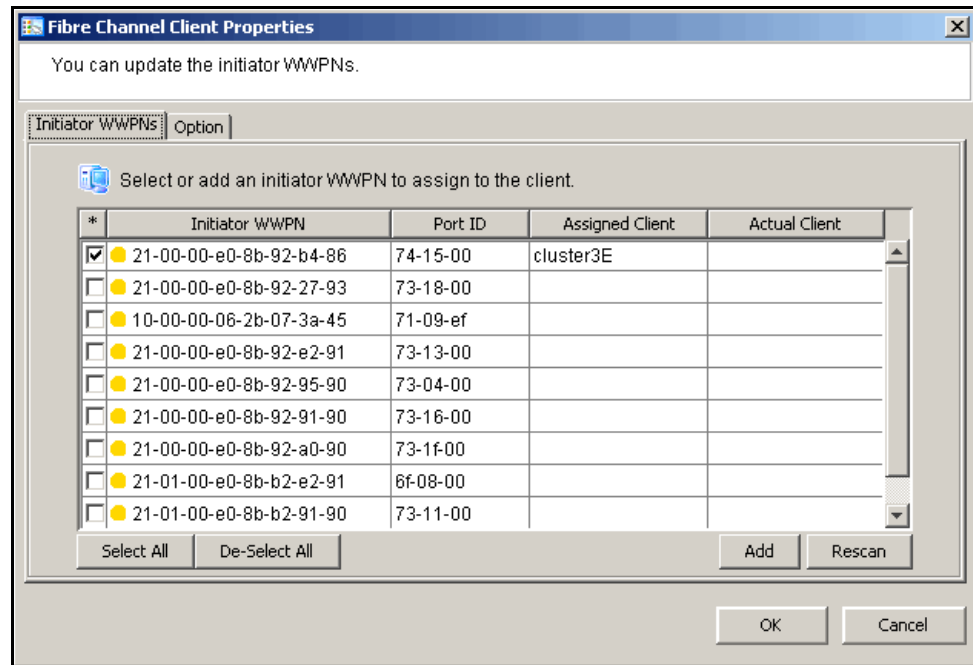 Fibre Channel Client Properties
You can update the initiator WWPNs.
Initiator WWPNs Option
Select or add an initiator WWPN to assign to the client.
* Initiator WWPN Port ID Assigned Client Actual Client
21-00-00-e0-8b-92-b4-86 74-15-00 cluster3E
21-00-00-e0-8b-92-27-93 73-18-00
10-00-00-06-2b-07-3a-45 71-09-ef
21-00-00-e0-8b-92-e2-91 73-13-00
21-00-00-e0-8b-92-95-90 73-04-00
21-00-00-e0-8b-92-91-90 73-16-00
21-00-00-e0-8b-92-a0-90 73-1f-00
21-01-00-e0-8b-b2-e2-91 6f-08-00
21-01-00-e0-8b-b2-91-90 73-11-00
Select All De-Select All Add Rescan
OK Cancel